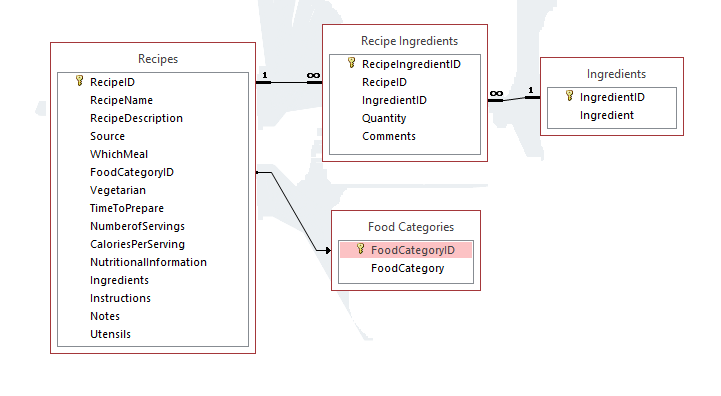 Recipes
RecipeID
RecipeName
RecipeDescription
Source
WhichMeal
FoodCategoryID
Vegetarian
TimeToPrepare
NumberofServings
CaloriesPerServing
NutritionalInformation
Ingredients
Instructions
Notes
Utensils
1
∞
Recipe Ingredients
RecipeIngredientID
RecipeID
IngredientID
Quantity
Comments
∞
1
Ingredients
IngredientID
Ingredient
Food Categories
FoodCategoryID
FoodCategory